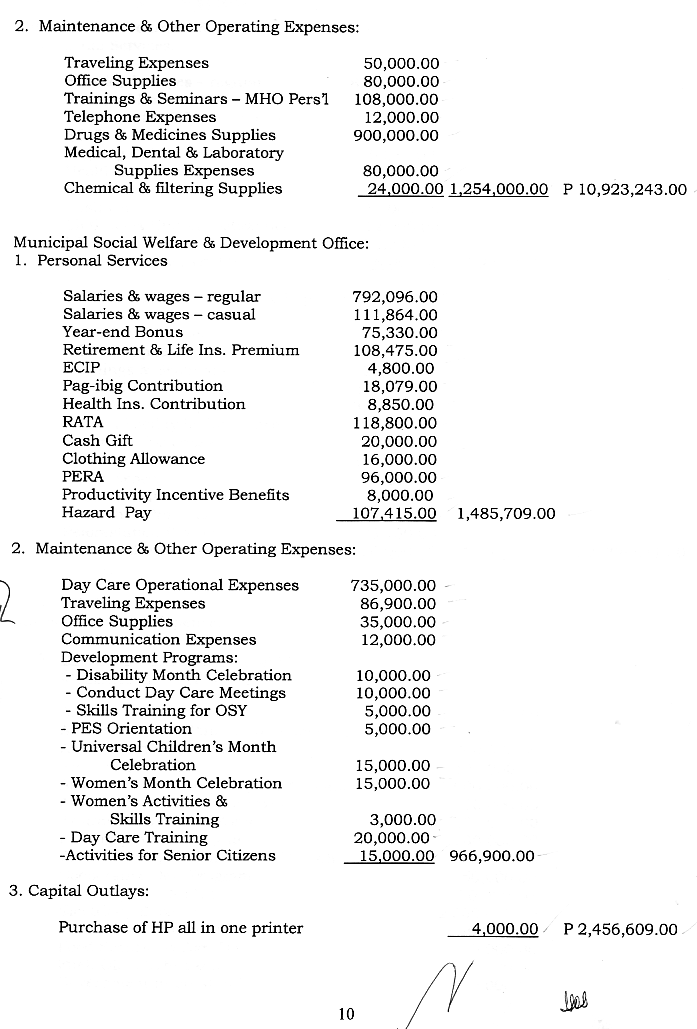 2. Maintenance & Other Operating Expenses:
Traveling Expenses 50,000.00
Office Supplies 80,000.00
Trainings & Seminars – MHO Pers'l 108,000.00
Telephone Expenses 12,000.00
Drugs & Medicines Supplies 900,000.00
Medical, Dental & Laboratory
Supplies Expenses 80,000.00
Chemical & filtering Supplies 24,000.00 1,254,000.00 P 10,923,243.00
Municipal Social Welfare & Development Office:
1. Personal Services
Salaries & wages – regular 792,096.00
Salaries & wages – casual 111,864.00
Year-end Bonus 75,330.00
Retirement & Life Ins. Premium 108,475.00
ECIP 4,800.00
Pag-ibig Contribution 18,079.00
Health Ins. Contribution 8,850.00
RATA 118,800.00
Cash Gift 20,000.00
Clothing Allowance 16,000.00
PERA 96,000.00
Productivity Incentive Benefits 8,000.00
Hazard Pay 107,415.00 1,485,709.00
2. Maintenance & Other Operating Expenses:
Day Care Operational Expenses 735,000.00
Traveling Expenses 86,900.00
Office Supplies 35,000.00
Communication Expenses 12,000.00
Development Programs:
- Disability Month Celebration 10,000.00
- Conduct Day Care Meetings 10,000.00
- Skills Training for OSY 5,000.00
- PES Orientation 5,000.00
- Universal Children's Month
Celebration 15,000.00
- Women's Month Celebration 15,000.00
- Women's Activities &
Skills Training 3,000.00
- Day Care Training 20,000.00
-Activities for Senior Citizens 15,000.00 966,900.00
3. Capital Outlays:
Purchase of HP all in one printer 4,000.00 P 2,456,609.00
10